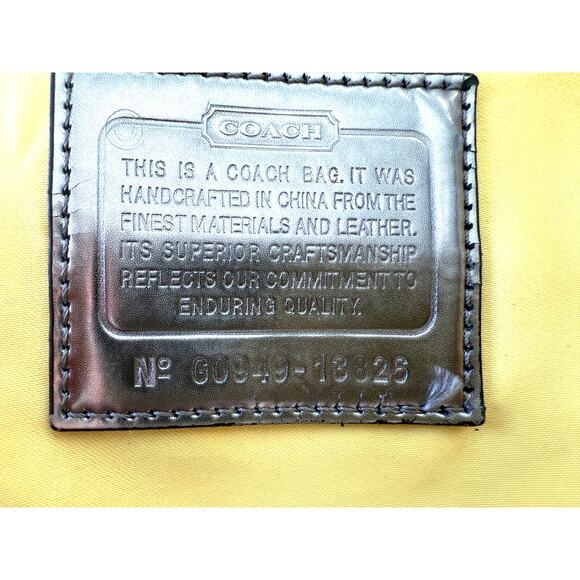 COACH
THIS IS A COACH BAG. IT WAS
HANDCRAFTED IN CHINA FROM THE
FINEST MATERIALS AND LEATHER.
ITS SUPERIOR CRAFTSMANSHIP
REFLECTS OUR COMMITMENT TO
ENDURING QUALITY.
Nº G0949-13826